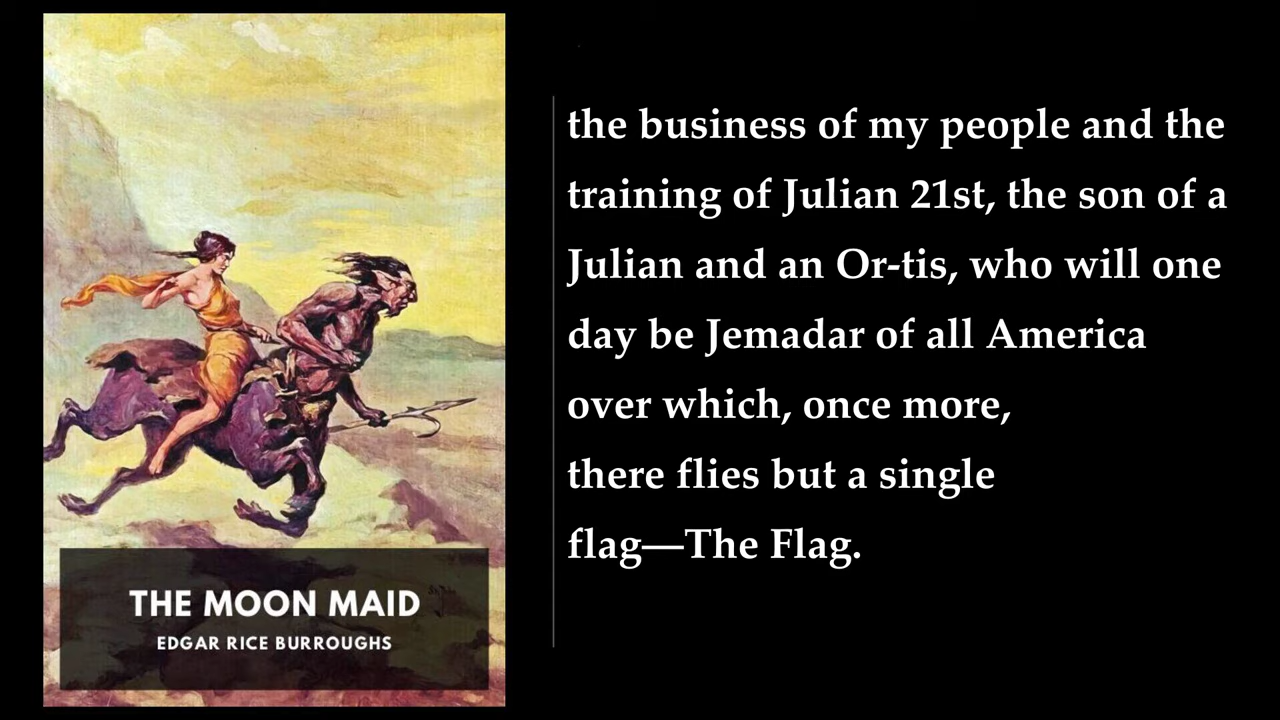 THE MOON MAID
EDGAR RICE BURROUGHS
the business of my people and the
training of Julian 21st, the son of a
Julian and an Or-tis, who will one
day be Jemadar of all America
over which, once more,
there flies but a single
flag—The Flag.